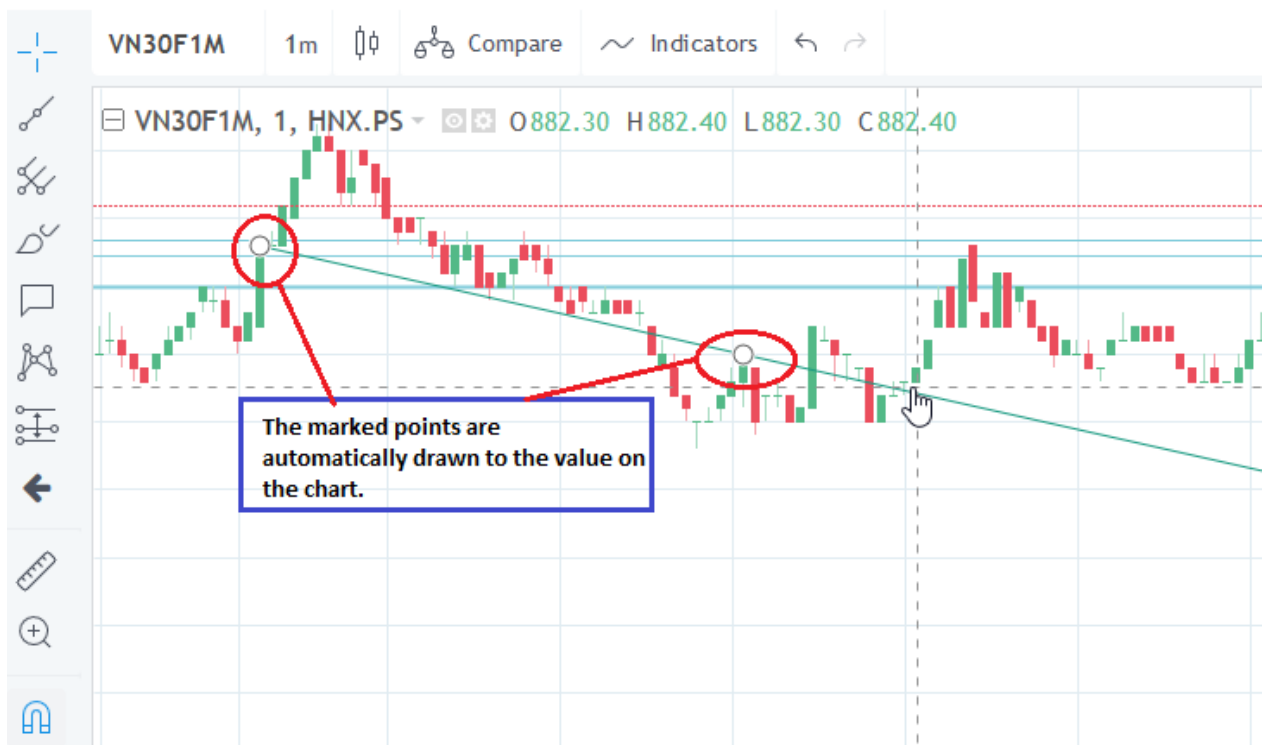 VN30F1M 1m Compare Indicators
VN30F1M, 1, HNX.PS O882.30 H882.40 L882.30 C882.40
The marked points are
automatically drawn to the value on
the chart.